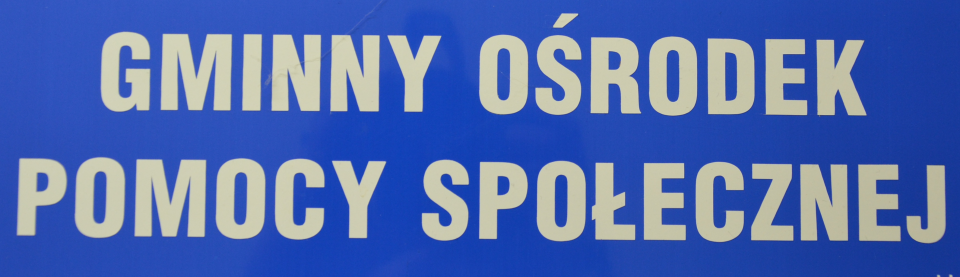 GMINNY OŚRODEK
POMOCY SPOŁECZNEJ